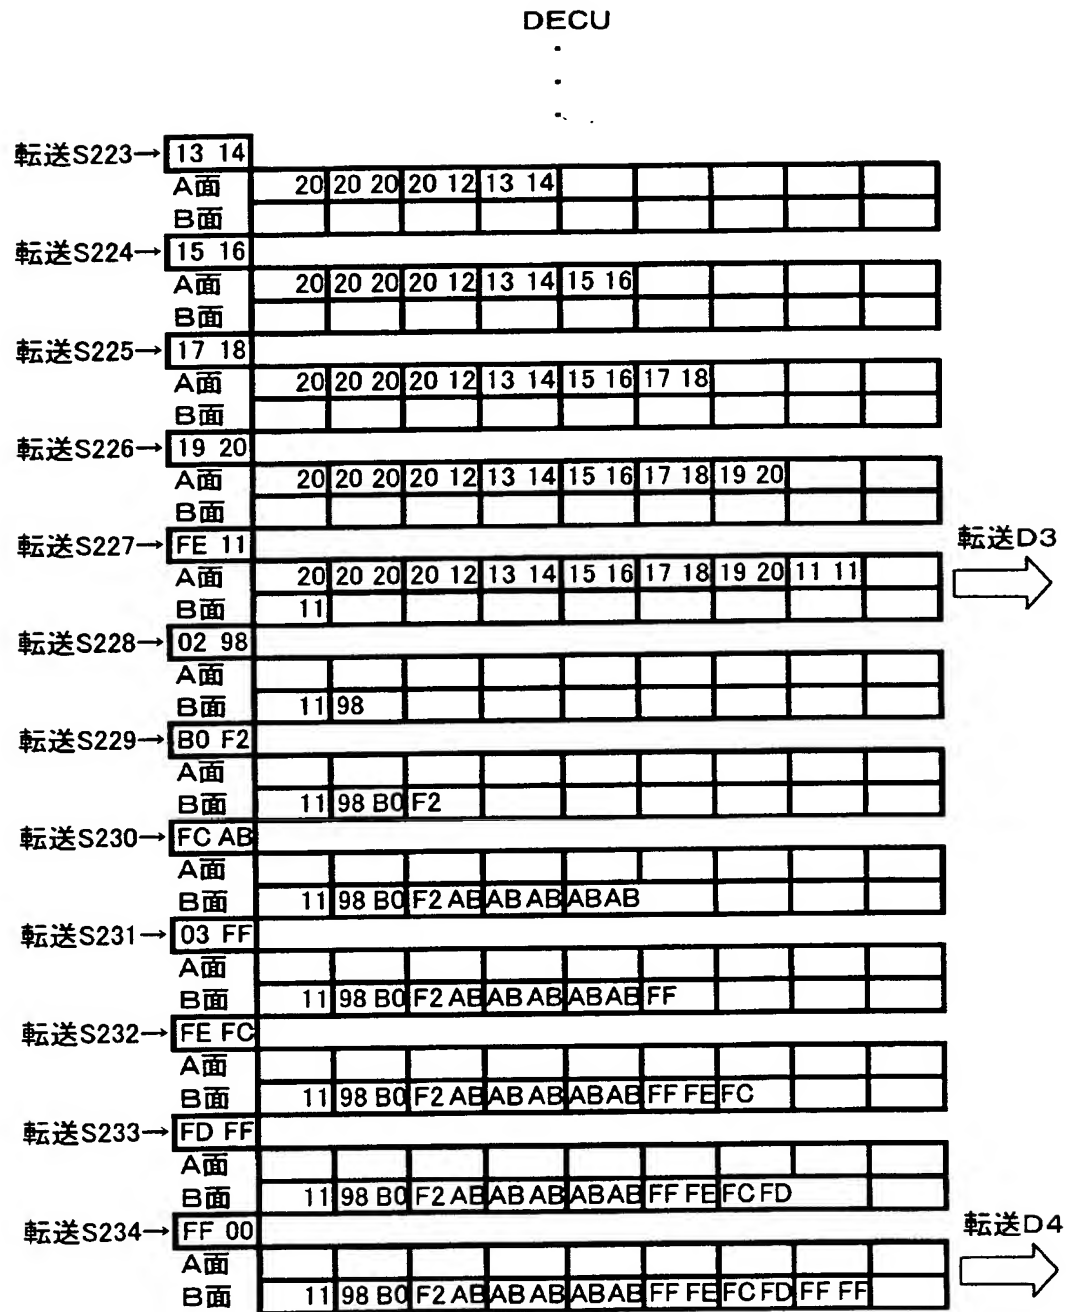 DECU
転送S223→ 13 14
A面 20 20 20 20 12 13 14
B面
転送S224→ 15 16
A面 20 20 20 20 12 13 14 15 16
B面
転送S225→ 17 18
A面 20 20 20 20 12 13 14 15 16 17 18
B面
転送S226→ 19 20
A面 20 20 20 20 12 13 14 15 16 17 18 19 20
B面
転送S227→ FE 11 転送D3
A面 20 20 20 20 12 13 14 15 16 17 18 19 20 11 11
B面 11
転送S228→ 02 98
A面
B面 11 98
転送S229→ B0 F2
A面
B面 11 98 B0 F2
転送S230→ FC AB
A面
B面 11 98 B0 F2 AB AB AB AB AB
転送S231→ 03 FF
A面
B面 11 98 B0 F2 AB AB AB AB AB FF
転送S232→ FE FC
A面
B面 11 98 B0 F2 AB AB AB AB AB FF FE FC
転送S233→ FD FF
A面
B面 11 98 B0 F2 AB AB AB AB AB FF FE FC FD
転送S234→ FF 00 転送D4
A面
B面 11 98 B0 F2 AB AB AB AB AB FF FE FC FD FF FF